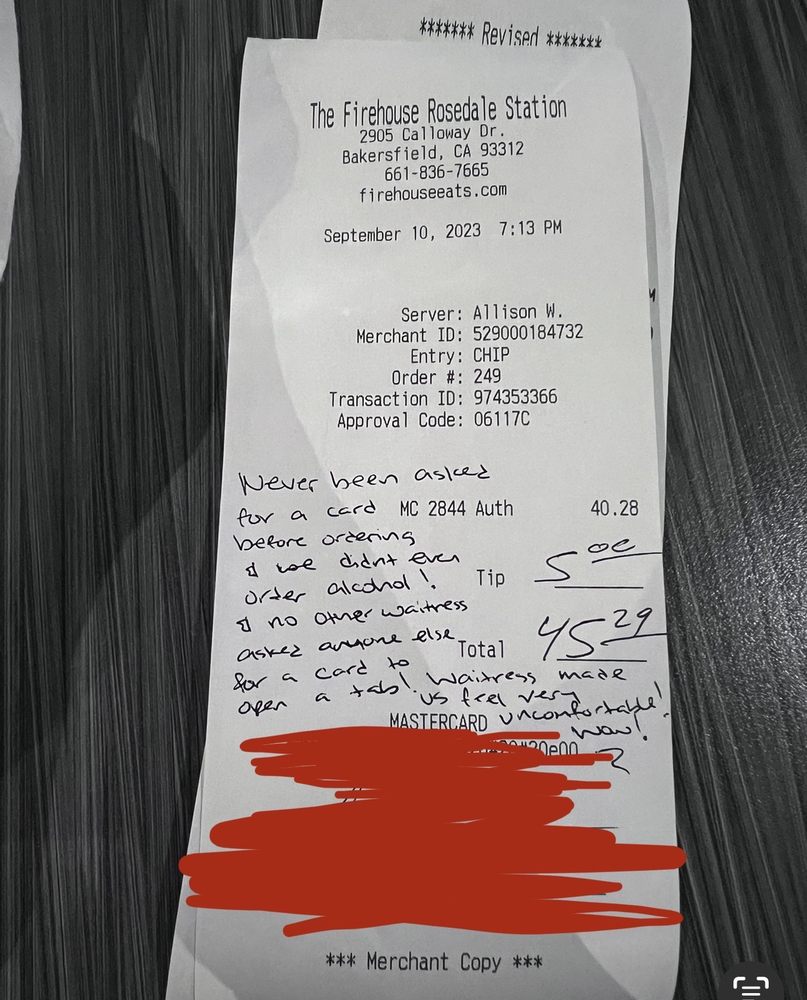 ******* Revised *******
The Firehouse Rosedale Station
2905 Calloway Dr.
Bakersfield, CA 93312
661-836-7665
firehouseeats.com
September 10, 2023 7:13 PM
Server: Allison W.
Merchant ID: 529000184732
Entry: CHIP
Order #: 249
Transaction ID: 974353366
Approval Code: 06117C
Never been asked
for a card
before ordering
& we didnt even
order alcohol!
& no other waitress
asked anyone else
for a card to
open a tab! Waitress made
us feel very
uncomfortable!
Wow!
MC 2844 Auth 40.28
Tip 5 00
Total 45 29
MASTERCARD
*** Merchant Copy ***